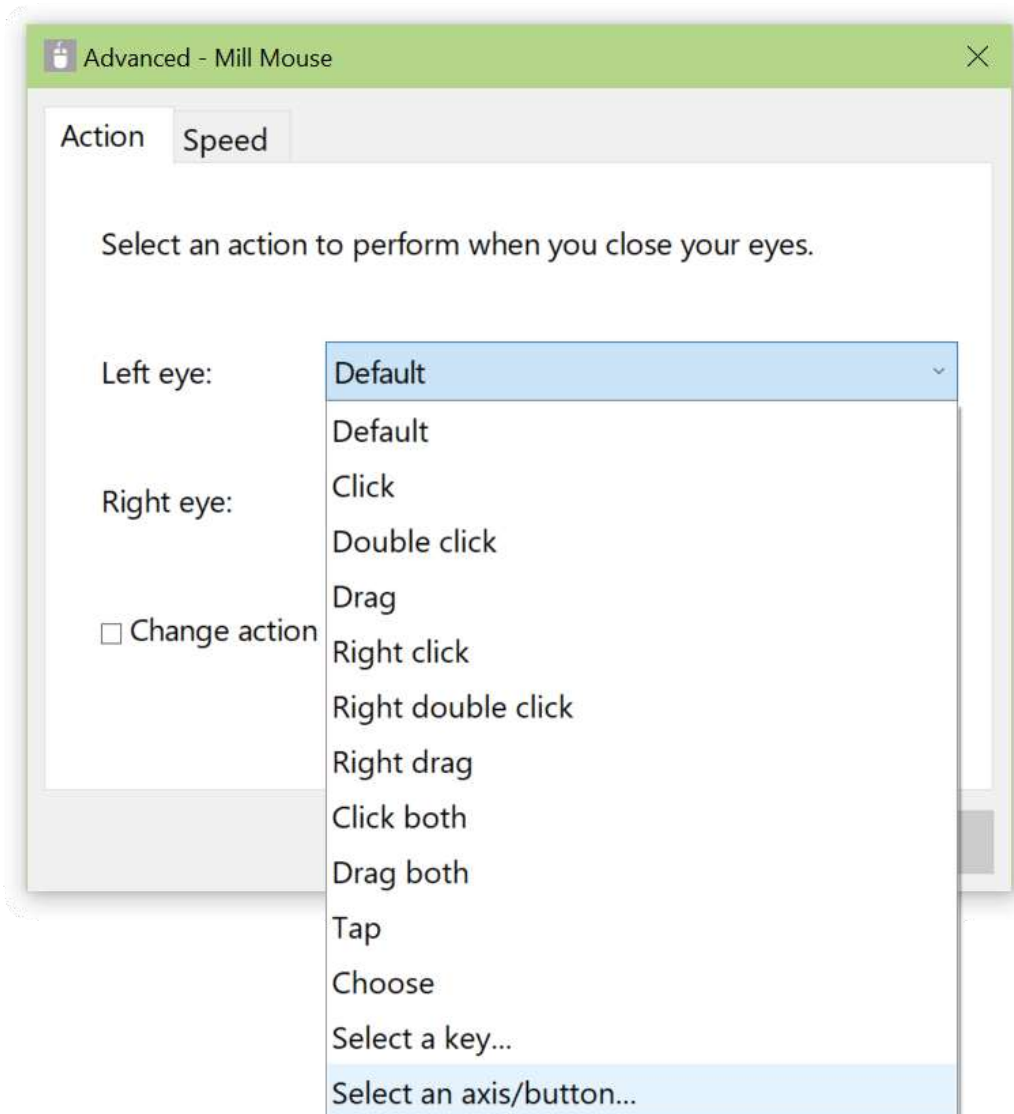 Advanced - Mill Mouse
Action Speed
Select an action to perform when you close your eyes.
Left eye: Default
Default
Click
Right eye:
Double click
Drag
Change action
Right click
Right double click
Right drag
Click both
Drag both
Tap
Choose
Select a key...
Select an axis/button...